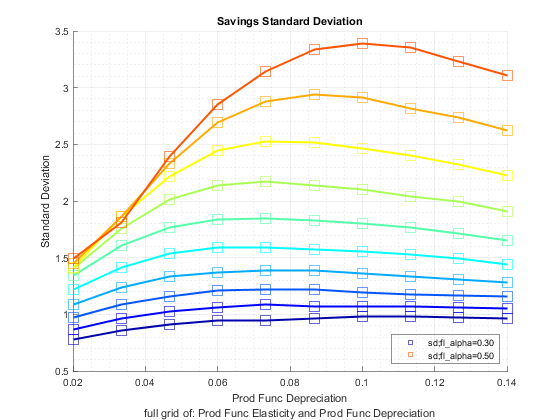 Savings Standard Deviation
3.5
3
2.5
2
1.5
1
0.5
Standard Deviation
0.02 0.04 0.06 0.08 0.1 0.12 0.14
sd;fl_alpha=0.30
sd;fl_alpha=0.50
Prod Func Depreciation
full grid of: Prod Func Elasticity and Prod Func Depreciation